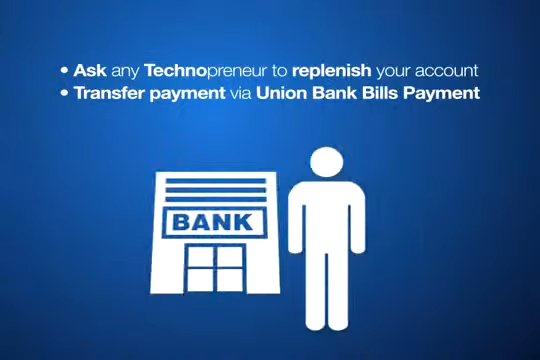 • Ask any Technopreneur to replenish your account
• Transfer payment via Union Bank Bills Payment
BANK